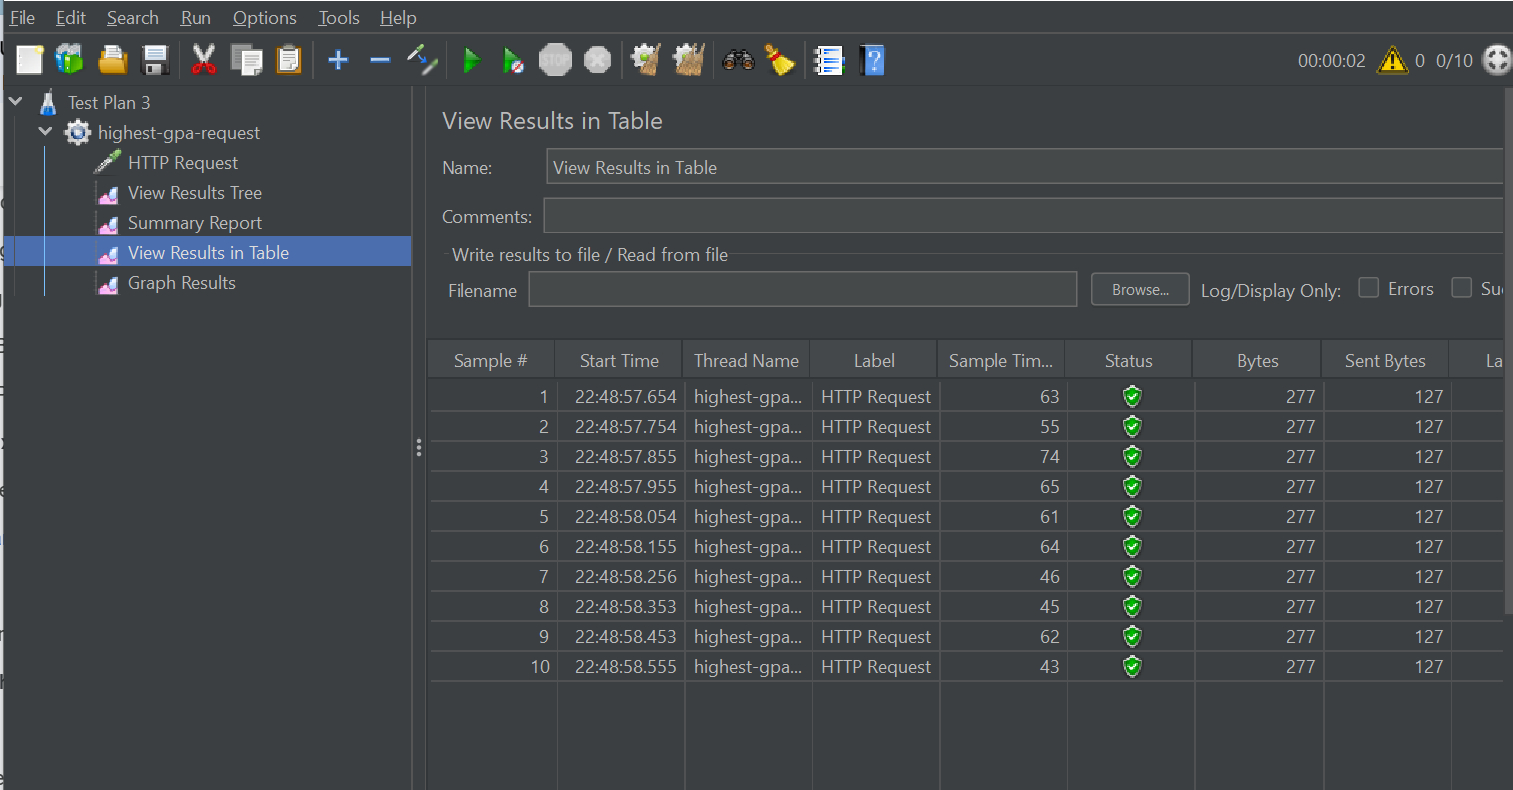 File Edit Search Run Options Tools Help
STOP 00:00:02 0 0/10
Test Plan 3
highest-gpa-request
HTTP Request
View Results Tree
Summary Report
View Results in Table
Graph Results
View Results in Table
Name: View Results in Table
Comments:
Write results to file / Read from file
Filename Browse... Log/Display Only: Errors Su
Sample # Start Time Thread Name Label Sample Tim... Status Bytes Sent Bytes La
1 22:48:57.654 highest-gpa... HTTP Request 63 277 127
2 22:48:57.754 highest-gpa... HTTP Request 55 277 127
3 22:48:57.855 highest-gpa... HTTP Request 74 277 127
4 22:48:57.955 highest-gpa... HTTP Request 65 277 127
5 22:48:58.054 highest-gpa... HTTP Request 61 277 127
6 22:48:58.155 highest-gpa... HTTP Request 64 277 127
7 22:48:58.256 highest-gpa... HTTP Request 46 277 127
8 22:48:58.353 highest-gpa... HTTP Request 45 277 127
9 22:48:58.453 highest-gpa... HTTP Request 62 277 127
10 22:48:58.555 highest-gpa... HTTP Request 43 277 127